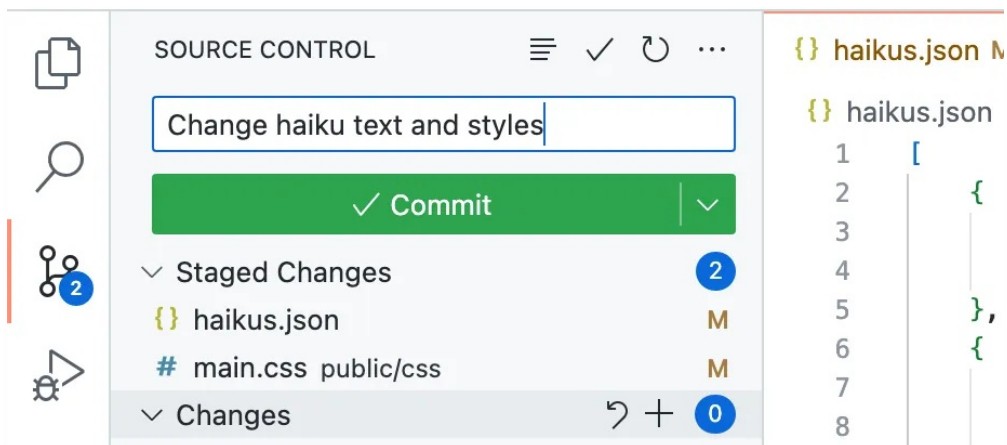 SOURCE CONTROL
Change haiku text and styles
Commit
Staged Changes 2
{} haikus.json M
# main.css public/css M
Changes 0
2
{} haikus.json M
{} haikus.json
1 [
2 {
3
4
5 },
6 {
7
8